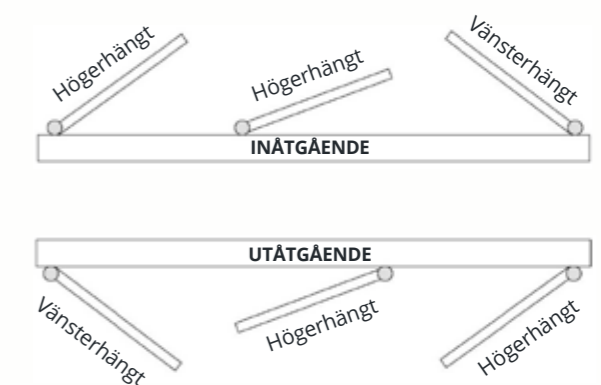 Högerhängt
Högerhängt
Vänsterhängt
INÅTGÅENDE
UTÅTGÅENDE
Vänsterhängt
Högerhängt
Högerhängt